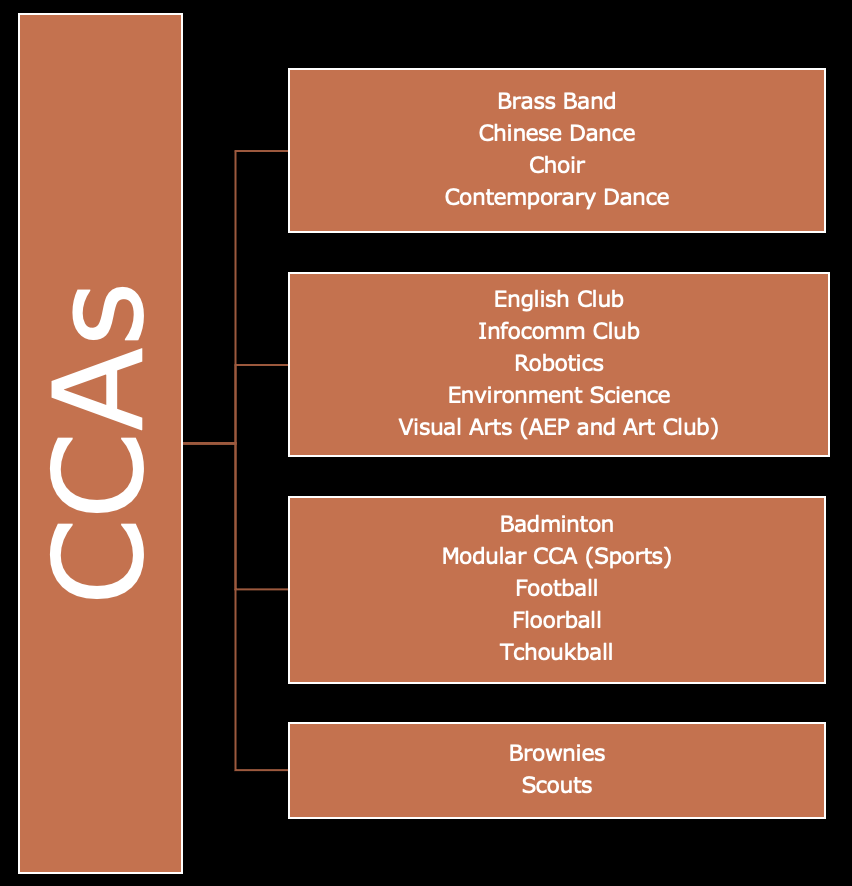 CCAs
Brass Band
Chinese Dance
Choir
Contemporary Dance
English Club
Infocomm Club
Robotics
Environment Science
Visual Arts (AEP and Art Club)
Badminton
Modular CCA (Sports)
Football
Floorball
Tchoukball
Brownies
Scouts